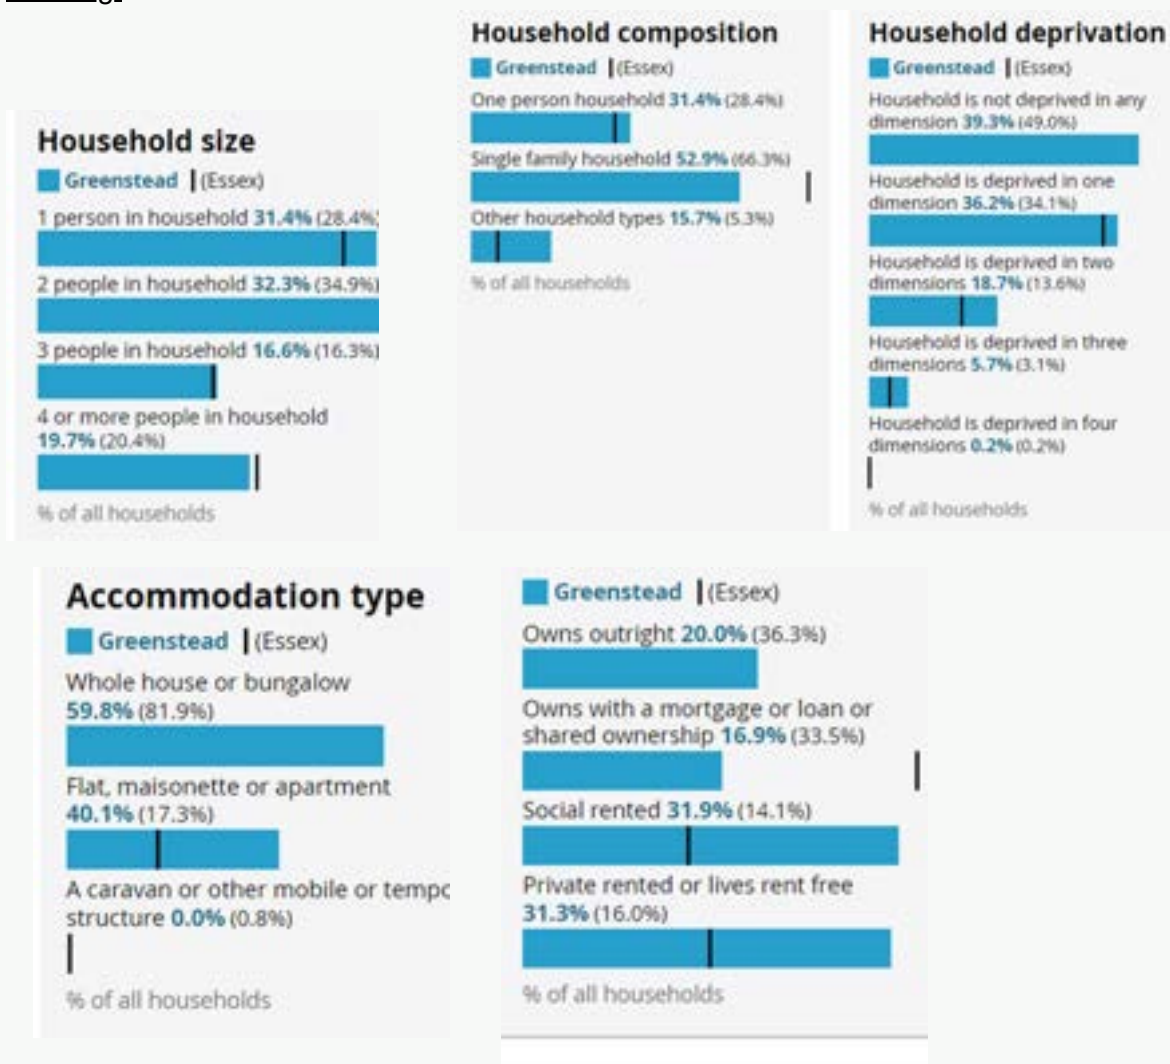 Household size
Greenstead (Essex)
1 person in household 31.4% (28.4%)
2 people in household 32.3% (34.9%)
3 people in household 16.6% (16.3%)
4 or more people in household
19.7% (20.4%)
% of all households
Household composition
Greenstead (Essex)
One person household 31.4% (28.4%)
Single family household 52.9% (66.3%)
Other household types 15.7% (5.3%)
% of all households
Household deprivation
Greenstead (Essex)
Household is not deprived in any
dimension 39.3% (49.0%)
Household is deprived in one
dimension 36.2% (34.1%)
Household is deprived in two
dimensions 18.7% (13.6%)
Household is deprived in three
dimensions 5.7% (3.1%)
Household is deprived in four
dimensions 0.2% (0.2%)
% of all households
Accommodation type
Greenstead (Essex)
Whole house or bungalow
59.8% (81.9%)
Flat, maisonette or apartment
40.1% (17.3%)
A caravan or other mobile or tempo
structure 0.0% (0.8%)
% of all households
Greenstead (Essex)
Owns outright 20.0% (36.3%)
Owns with a mortgage or loan or
shared ownership 16.9% (33.5%)
Social rented 31.9% (14.1%)
Private rented or lives rent free
31.3% (16.0%)
% of all households